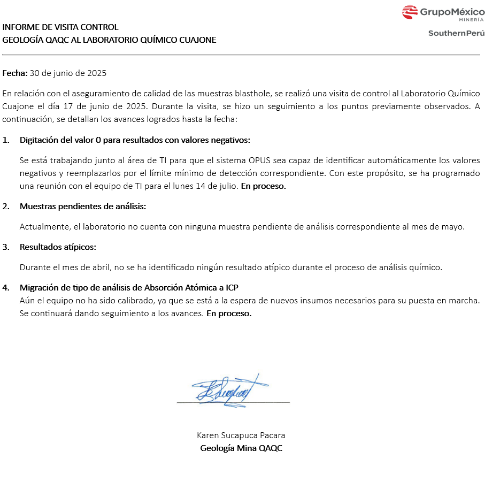 GrupoMéxico
MINERÍA
SouthernPerú
INFORME DE VISITA CONTROL
GEOLOGÍA QAQC AL LABORATORIO QUÍMICO CUAJONE
Fecha: 30 de junio de 2025
En relación con el aseguramiento de calidad de las muestras blasthole, se realizó una visita de control al Laboratorio Químico
Cuajone el día 17 de junio de 2025. Durante la visita, se hizo un seguimiento a los puntos previamente observados. A
continuación, se detallan los avances logrados hasta la fecha:
1. Digitación del valor 0 para resultados con valores negativos:
Se está trabajando junto al área de TI para que el sistema OPUS sea capaz de identificar automáticamente los valores
negativos y reemplazarlos por el límite mínimo de detección correspondiente. Con este propósito, se ha programado
una reunión con el equipo de TI para el lunes 14 de julio. En proceso.
2. Muestras pendientes de análisis:
Actualmente, el laboratorio no cuenta con ninguna muestra pendiente de análisis correspondiente al mes de mayo.
3. Resultados atípicos:
Durante el mes de abril, no se ha identificado ningún resultado atípico durante el proceso de análisis químico.
4. Migración de tipo de análisis de Absorción Atómica a ICP
Aún el equipo no ha sido calibrado, ya que se está a la espera de nuevos insumos necesarios para su puesta en marcha.
Se continuará dando seguimiento a los avances. En proceso.
Karen Sucapuca Pacara
Geología Mina QAQC